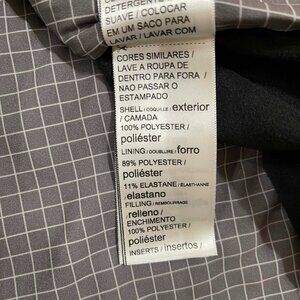 DETERGENTE
SUAVE / COLOCAR
EM UM SACO PARA
LAVAR / LAVAR COM
CORES SIMILARES /
LAVE A ROUPA DE
DENTRO PARA FORA /
NAO PASSAR O
ESTAMPADO
SHELL / COQUILLE / exterior
/ CAMADA
100% POLYESTER /
poliéster
LINING / DOUBLURE / forro
89% POLYESTER /
poliéster
11% ELASTANE / ÉLASTHANNE
elastano
FILLING / REMBOURRAGE
/ relleno /
ENCHIMENTO
100% POLYESTER /
poliéster
INSERTS / insertos /